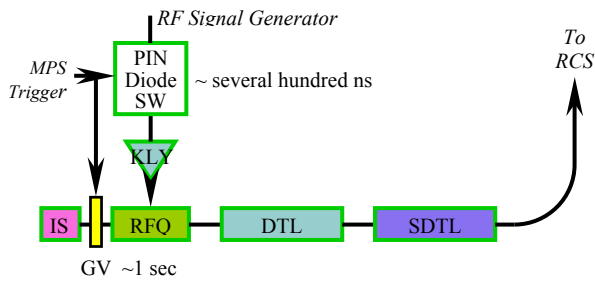 RF Signal Generator
To
RCS
MPS
Trigger
PIN
Diode
SW
~ several hundred ns
KLY
IS
RFQ
DTL
SDTL
GV ~1 sec